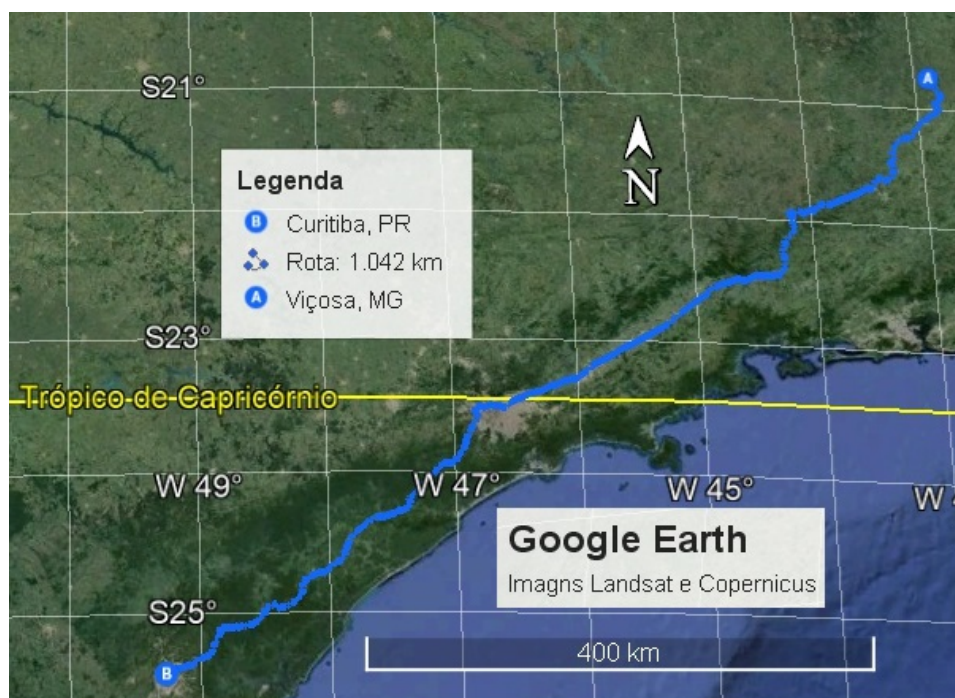 A
S21°
N
Legenda
B Curitiba, PR
Rota: 1.042 km
A Viçosa, MG
S23°
Trópico de Capricórnio
W 49°
W 47°
W 45°
W 4
Google Earth
Imagns Landsat e Copernicus
S25°
400 km
B